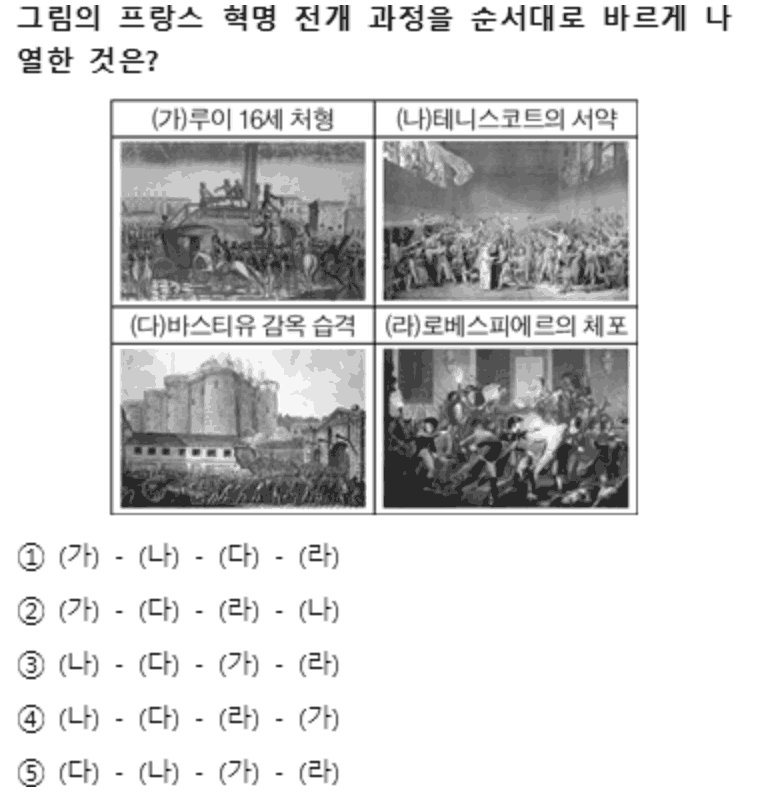 그림의 프랑스 혁명 전개 과정을 순서대로 바르게 나
열한 것은?
(가)루이 16세 처형
(나)테니스코트의 서약
(다)바스티유 감옥 습격
(라)로베스피에르의 체포
① (가) - (나) - (다) - (라)
② (가) - (다) - (라) - (나)
③ (나) - (다) - (가) - (라)
④ (나) - (다) - (라) - (가)
⑤ (다) - (나) - (가) - (라)